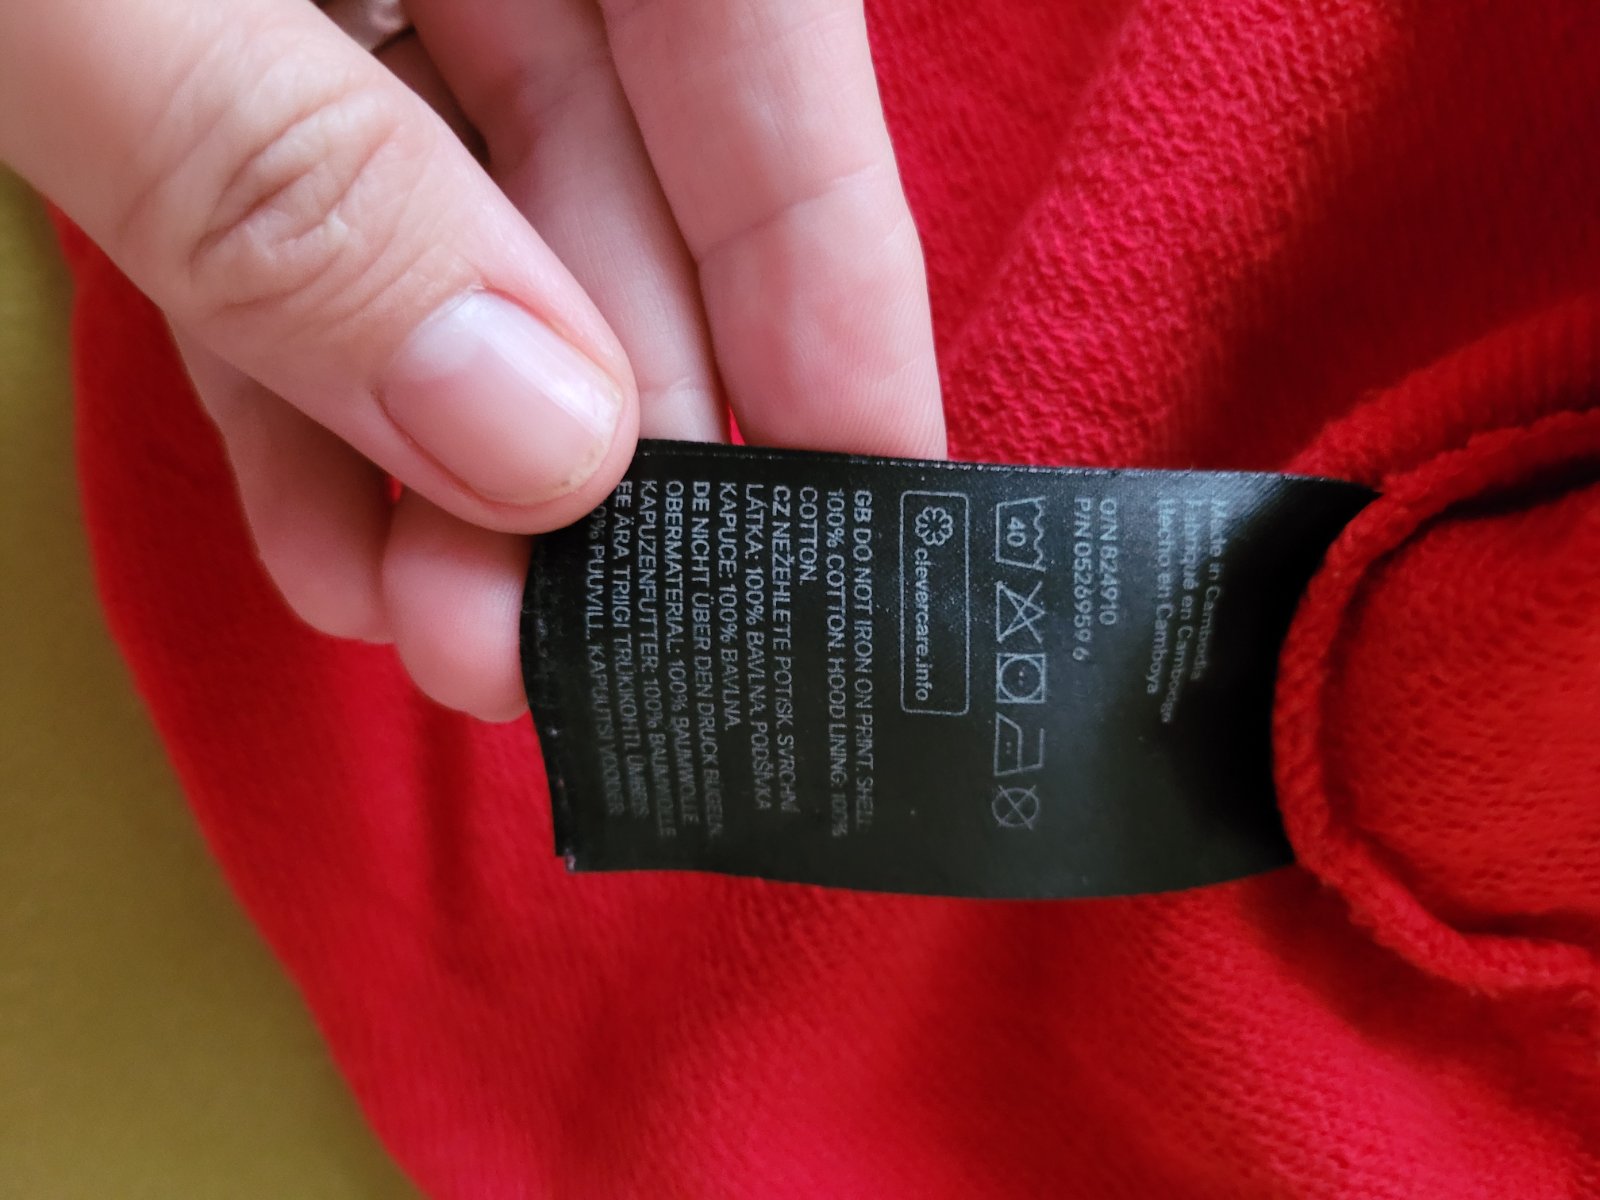 Made in Cambodia
Fabriqué en Cambodge
Hecho en Camboya
O/N 824910
P/N 0526959 6
40
clevercare.info
GB DO NOT IRON ON PRINT. SHELL:
100% COTTON. HOOD LINING: 100%
COTTON.
CZ NEŽEHLETE POTISK. SVRCHNÍ
LÁTKA: 100% BAVLNA. PODŠÍVKA
KAPUCE: 100% BAVLNA.
DE NICHT ÜBER DEN DRUCK BÜGELN.
OBERMATERIAL: 100% BAUMWOLLE
KAPUZENFUTTER: 100% BAUMWOLLE
EE ÄRA TRIIGI TRÜKIKOHTI. ÜMBRIS:
PUUVILL. KAPUUTSI VOODER: